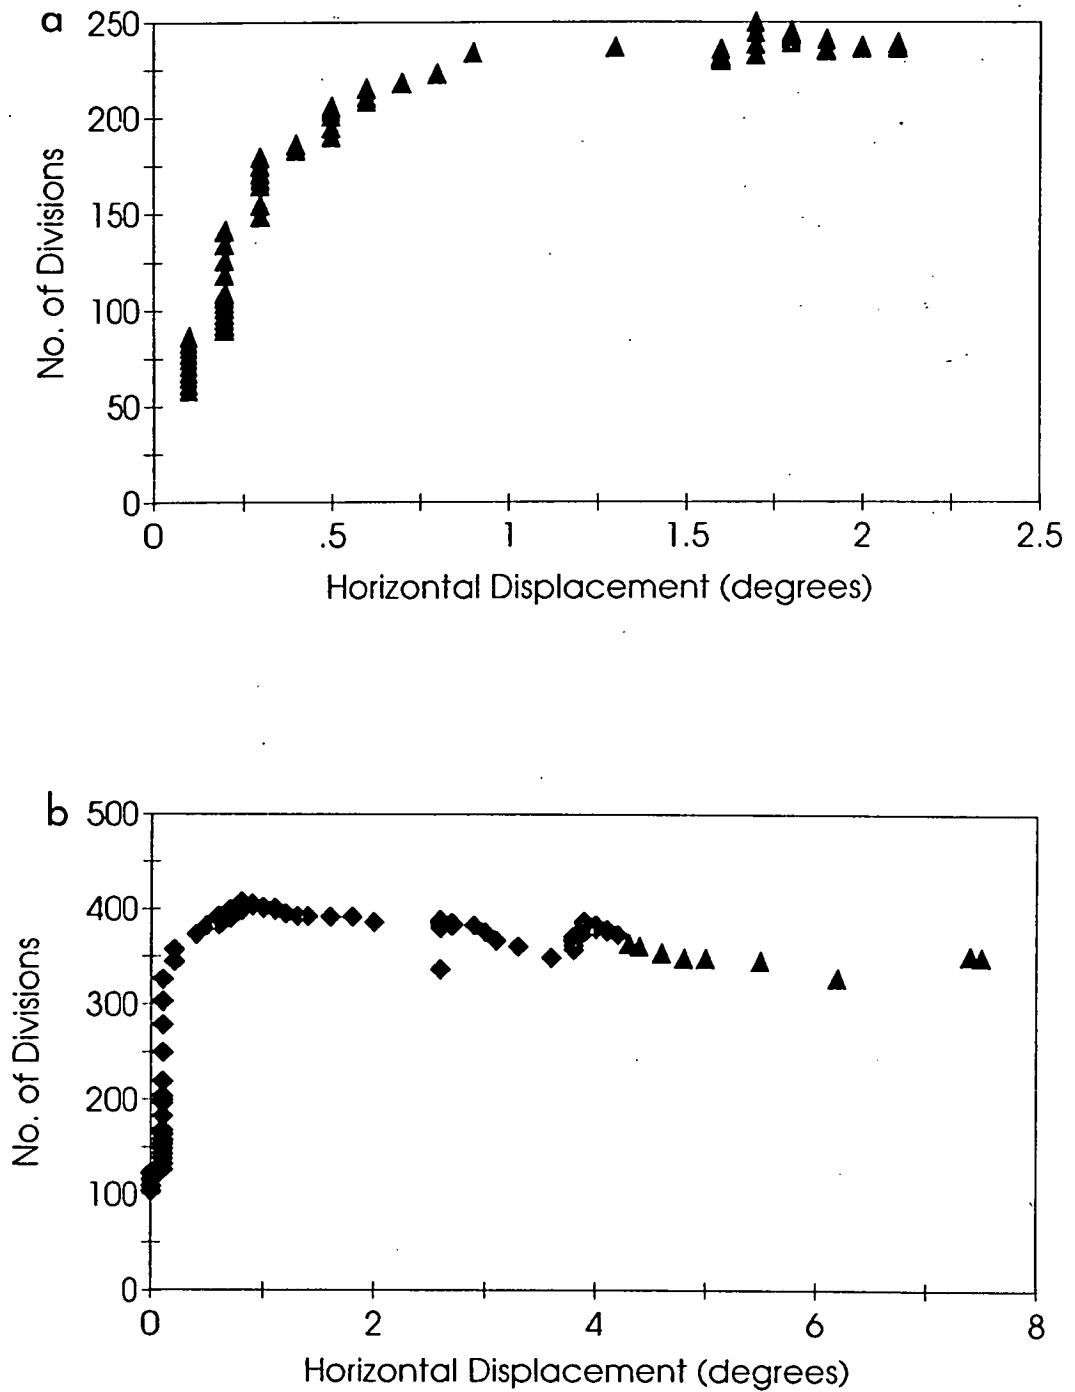 a
250
200
150
100
50
0
No. of Divisions
0 .5 1 1.5 2 2.5
Horizontal Displacement (degrees)
b
500
400
300
200
100
0
No. of Divisions
0 2 4 6 8
Horizontal Displacement (degrees)